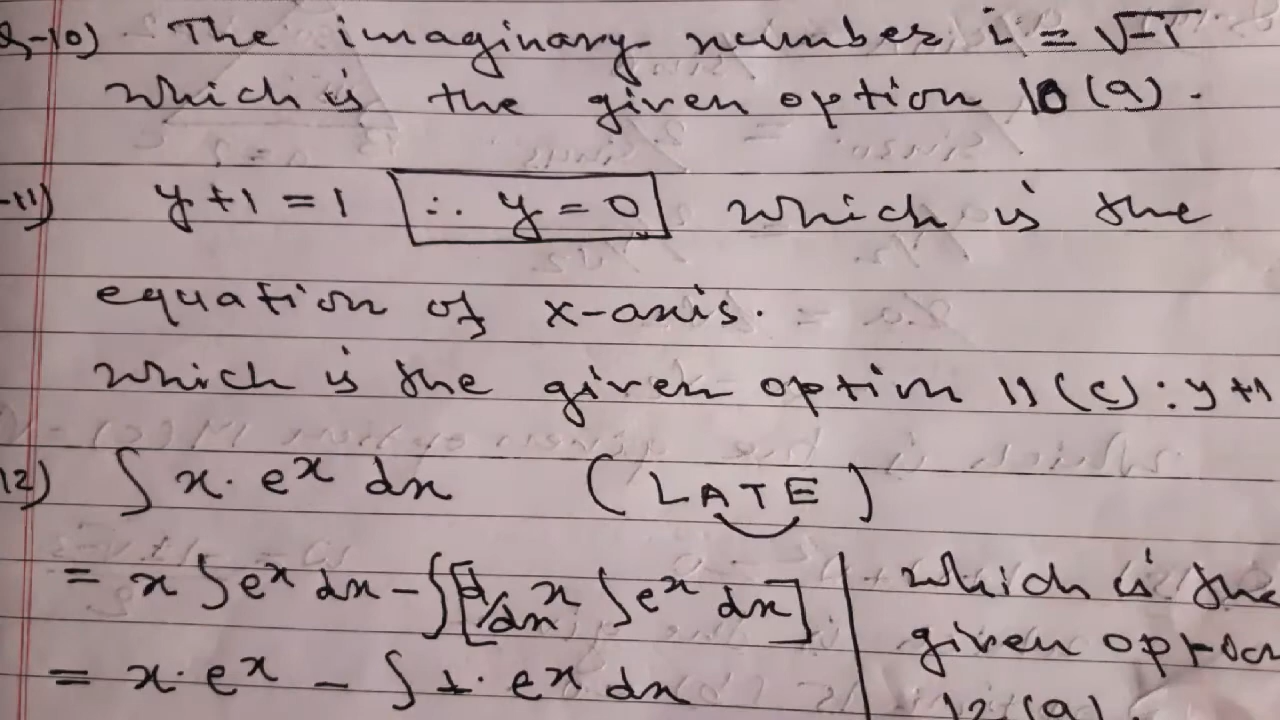 Q-10) The imaginary number i = √-1
which is the given option 10 (a).
-11) y+1 = 1 ∴ y = 0 which is the
equation of x-axis.
which is the given option 11 (c) : y+1
12) ∫ x. e^x dx (LATE)
= x ∫ e^x dx - ∫ [d/dx x ∫ e^x dx]
= x. e^x - ∫ 1. e^x dx
which is the
given option
12 (a).